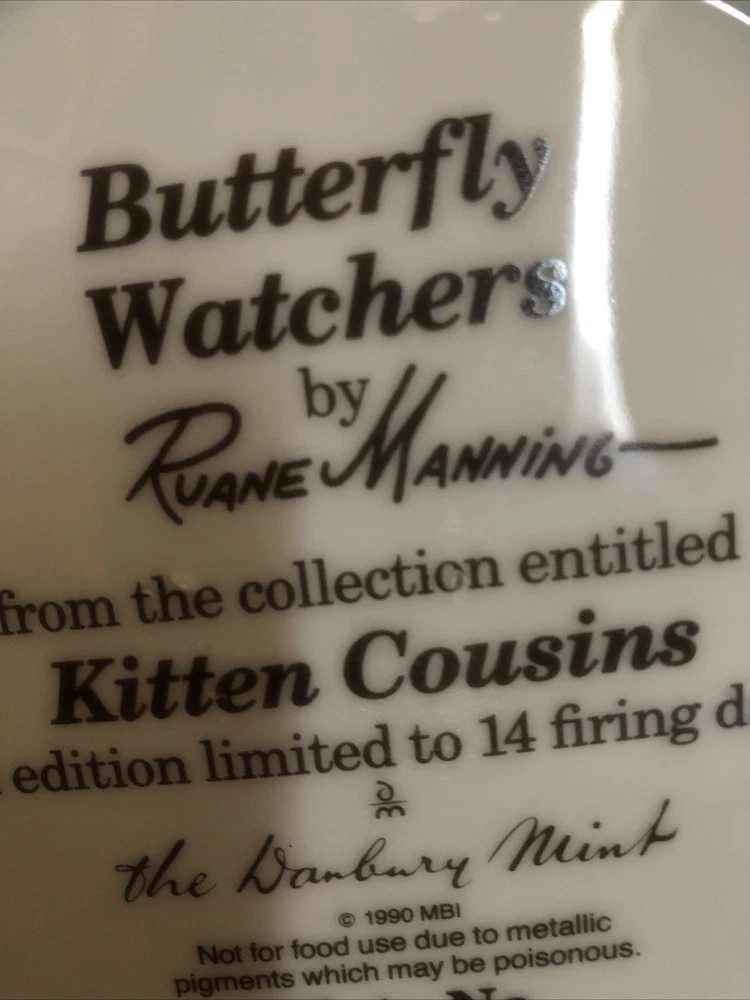 Butterfly
Watchers
by
RUANE MANNING
from the collection entitled
Kitten Cousins
edition limited to 14 firing d
the Danbury Mint
© 1990 MBI
Not for food use due to metallic
pigments which may be poisonous.
No